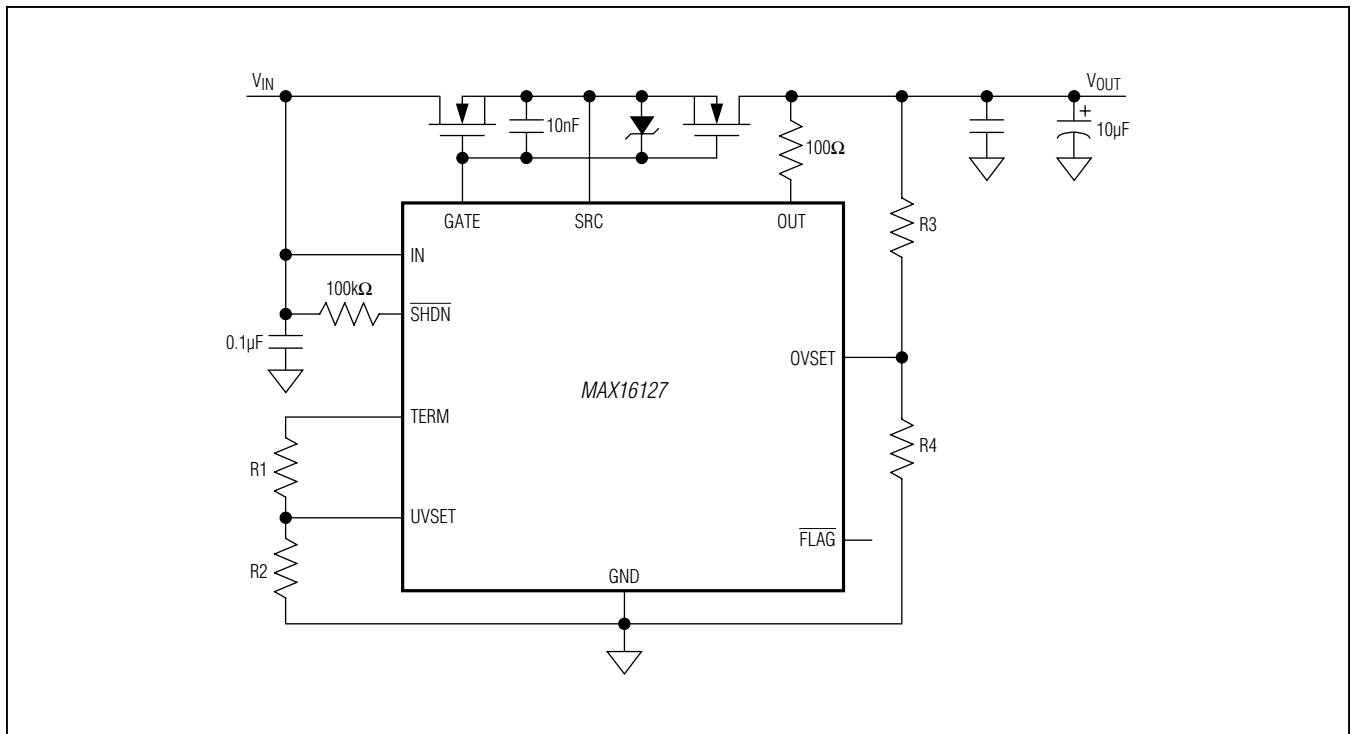 VIN
VOUT
10nF
100Ω
10µF
+
GATE
SRC
OUT
R3
IN
100kΩ
SHDN
0.1µF
OVSET
MAX16127
TERM
R4
R1
UVSET
FLAG
R2
GND